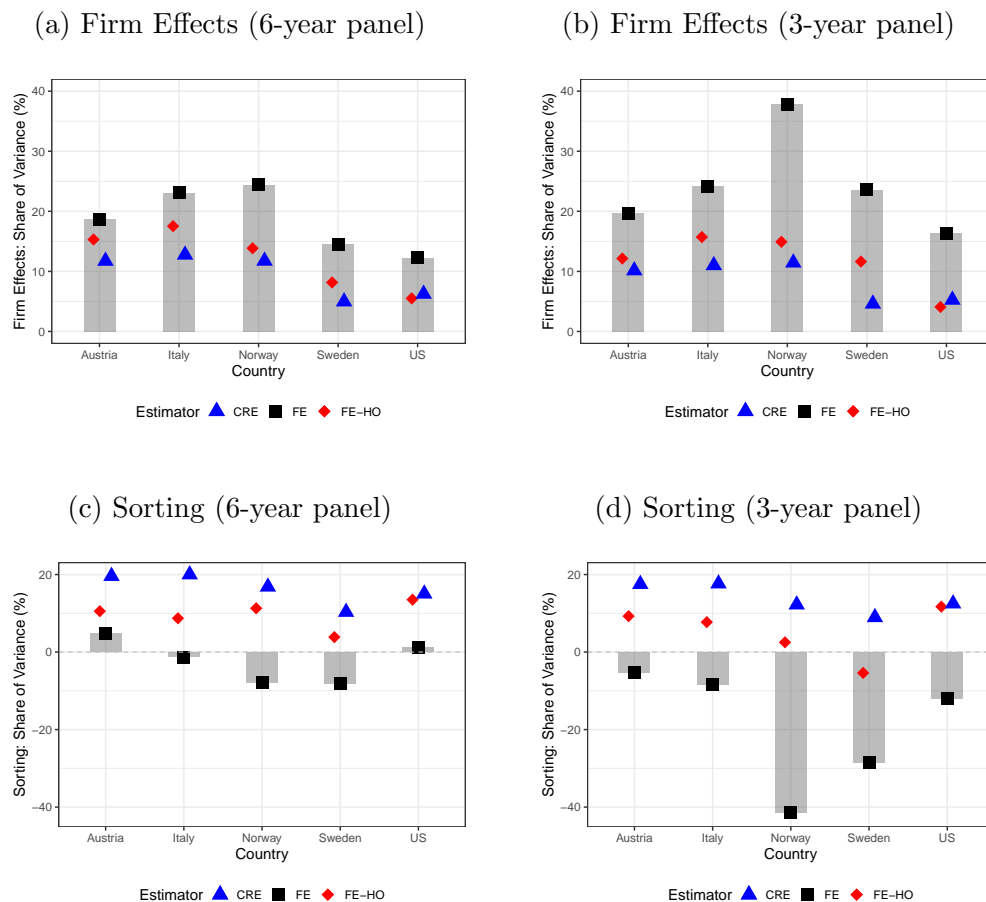 (a) Firm Effects (6-year panel)
Firm Effects: Share of Variance (%)
40
30
20
10
0
Austria Italy Norway Sweden US
Country
Estimator CRE FE FE−HO
(b) Firm Effects (3-year panel)
Firm Effects: Share of Variance (%)
40
30
20
10
0
Austria Italy Norway Sweden US
Country
Estimator CRE FE FE−HO
(c) Sorting (6-year panel)
Sorting: Share of Variance (%)
20
0
−20
−40
Austria Italy Norway Sweden US
Country
Estimator CRE FE FE−HO
(d) Sorting (3-year panel)
Sorting: Share of Variance (%)
20
0
−20
−40
Austria Italy Norway Sweden US
Country
Estimator CRE FE FE−HO